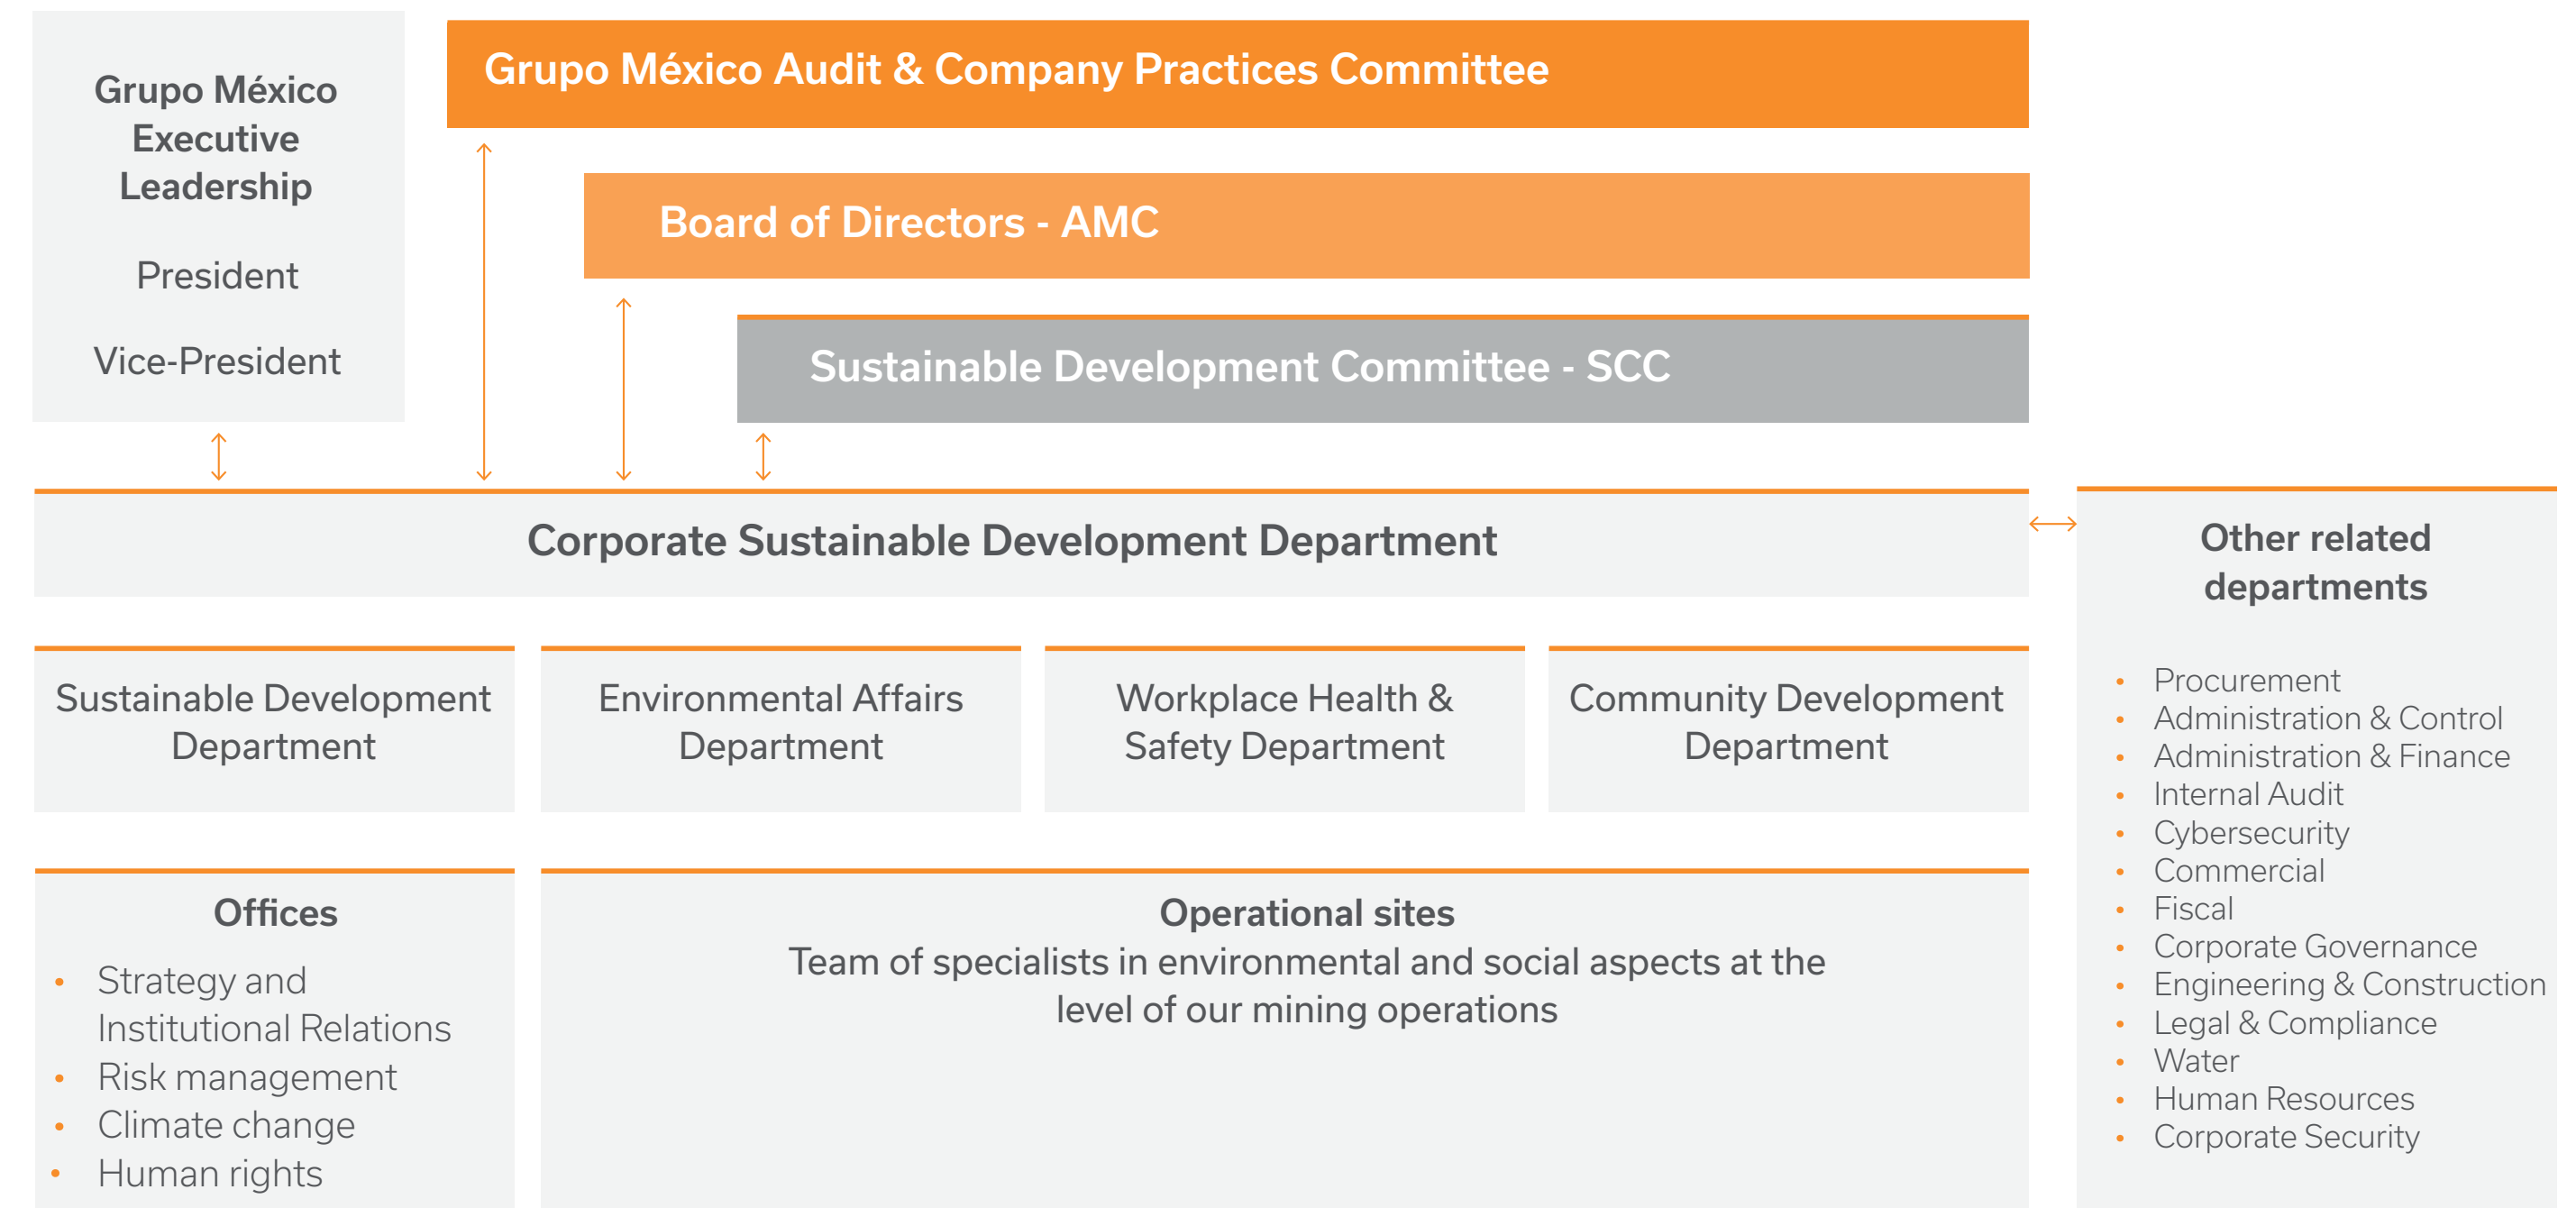 Grupo México
Executive
Leadership
President
Vice-President
Grupo México Audit & Company Practices Committee
Board of Directors - AMC
Sustainable Development Committee - SCC
Corporate Sustainable Development Department
Sustainable Development
Department
Environmental Affairs
Department
Workplace Health &
Safety Department
Community Development
Department
Offices
• Strategy and
Institutional Relations
• Risk management
• Climate change
• Human rights
Operational sites
Team of specialists in environmental and social aspects at the
level of our mining operations
Other related
departments
• Procurement
• Administration & Control
• Administration & Finance
• Internal Audit
• Cybersecurity
• Commercial
• Fiscal
• Corporate Governance
• Engineering & Construction
• Legal & Compliance
• Water
• Human Resources
• Corporate Security